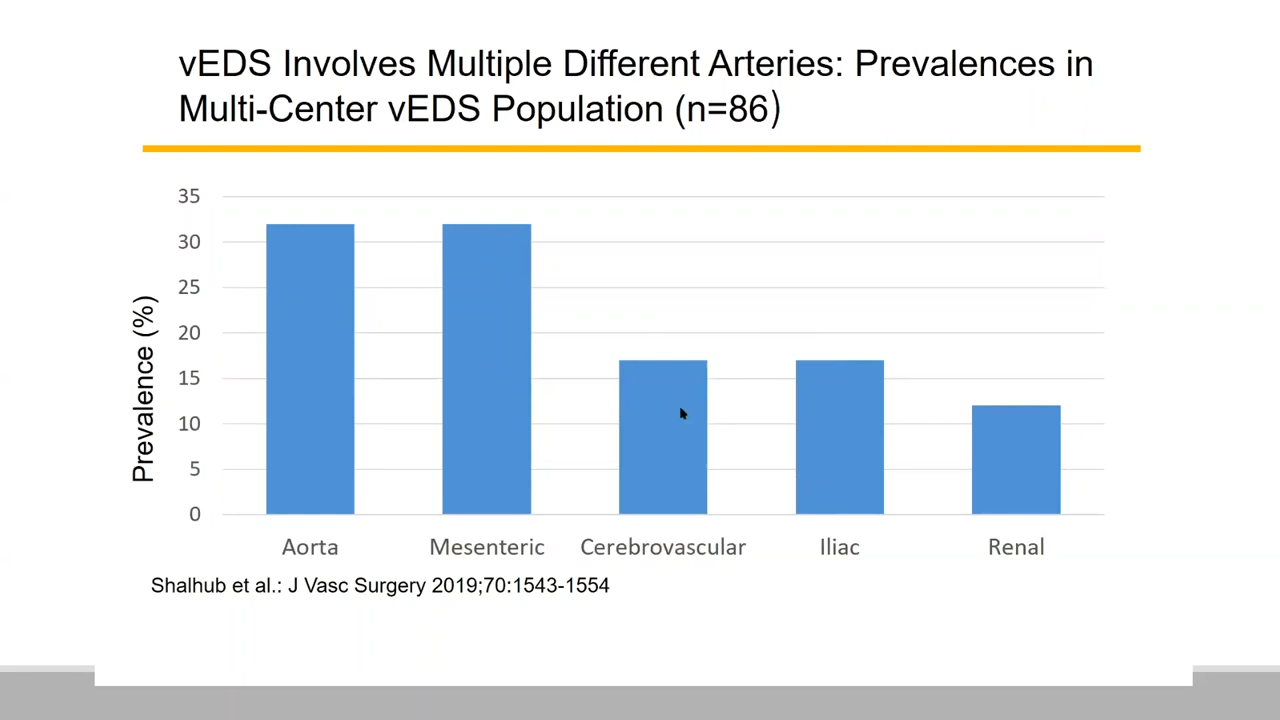 vEDS Involves Multiple Different Arteries: Prevalences in
Multi-Center vEDS Population (n=86)
Prevalence (%)
35
30
25
20
15
10
5
0
Aorta Mesenteric Cerebrovascular Iliac Renal
Shalhub et al.: J Vasc Surgery 2019;70:1543-1554